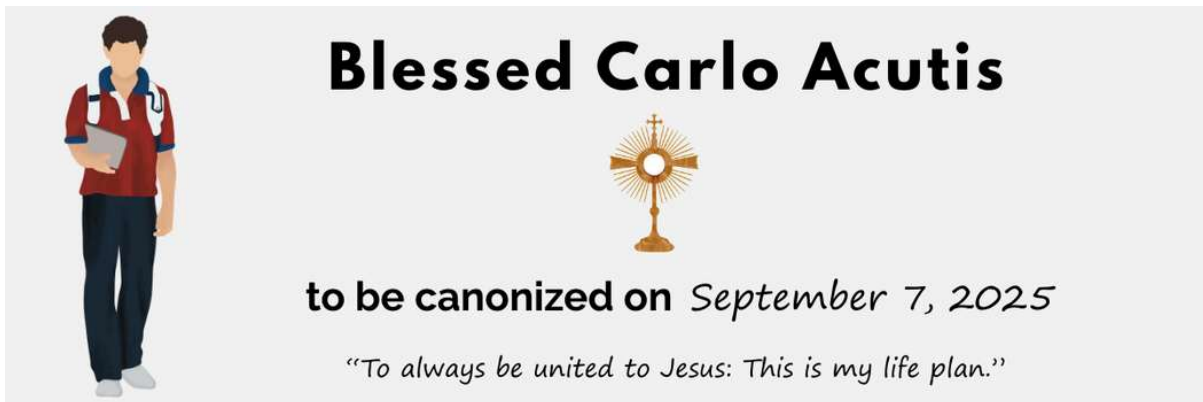 Blessed Carlo Acutis
to be canonized on September 7, 2025
“To always be united to Jesus: This is my life plan.”